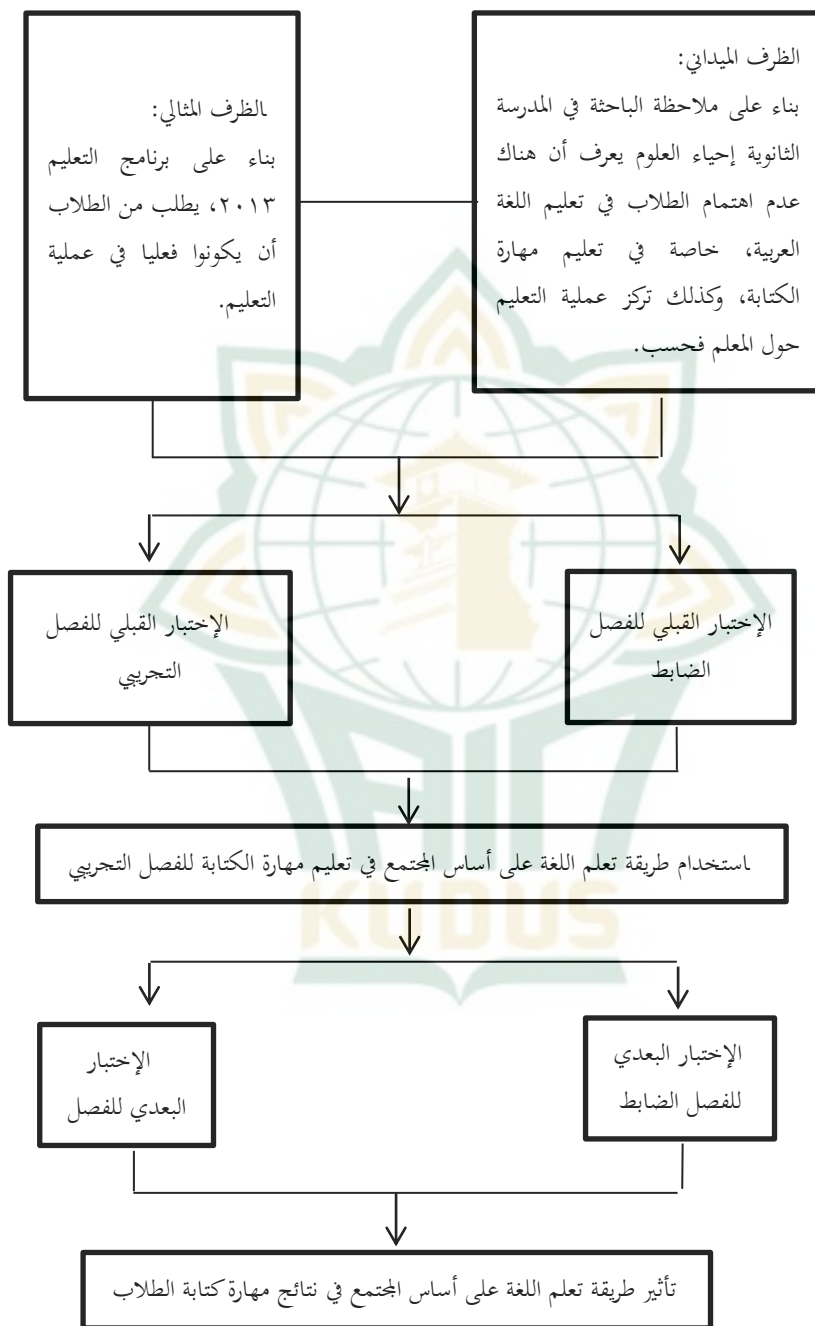 الظرف الميداني:
بناء على ملاحظة الباحثة في المدرسة
الثانوية إحياء العلوم يعرف أن هناك
عدم اهتمام الطلاب في تعليم اللغة
العربية، خاصة في تعليم مهارة
الكتابة، وكذلك تركز عملية التعليم
حول المعلم فحسب.
الظرف المثالي:
بناء على برنامج التعليم
٢٠١٣، يطلب من الطلاب
أن يكونوا فعليا في عملية
التعليم.
الإختبار القبلي للفصل
الضابط
الإختبار القبلي للفصل
التجريبي
استخدام طريقة تعلم اللغة على أساس المجتمع في تعليم مهارة الكتابة للفصل التجريبي
KUDUS
الإختبار البعدي
للفصل الضابط
الإختبار
البعدي للفصل
تأثير طريقة تعلم اللغة على أساس المجتمع في نتائج مهارة كتابة الطلاب